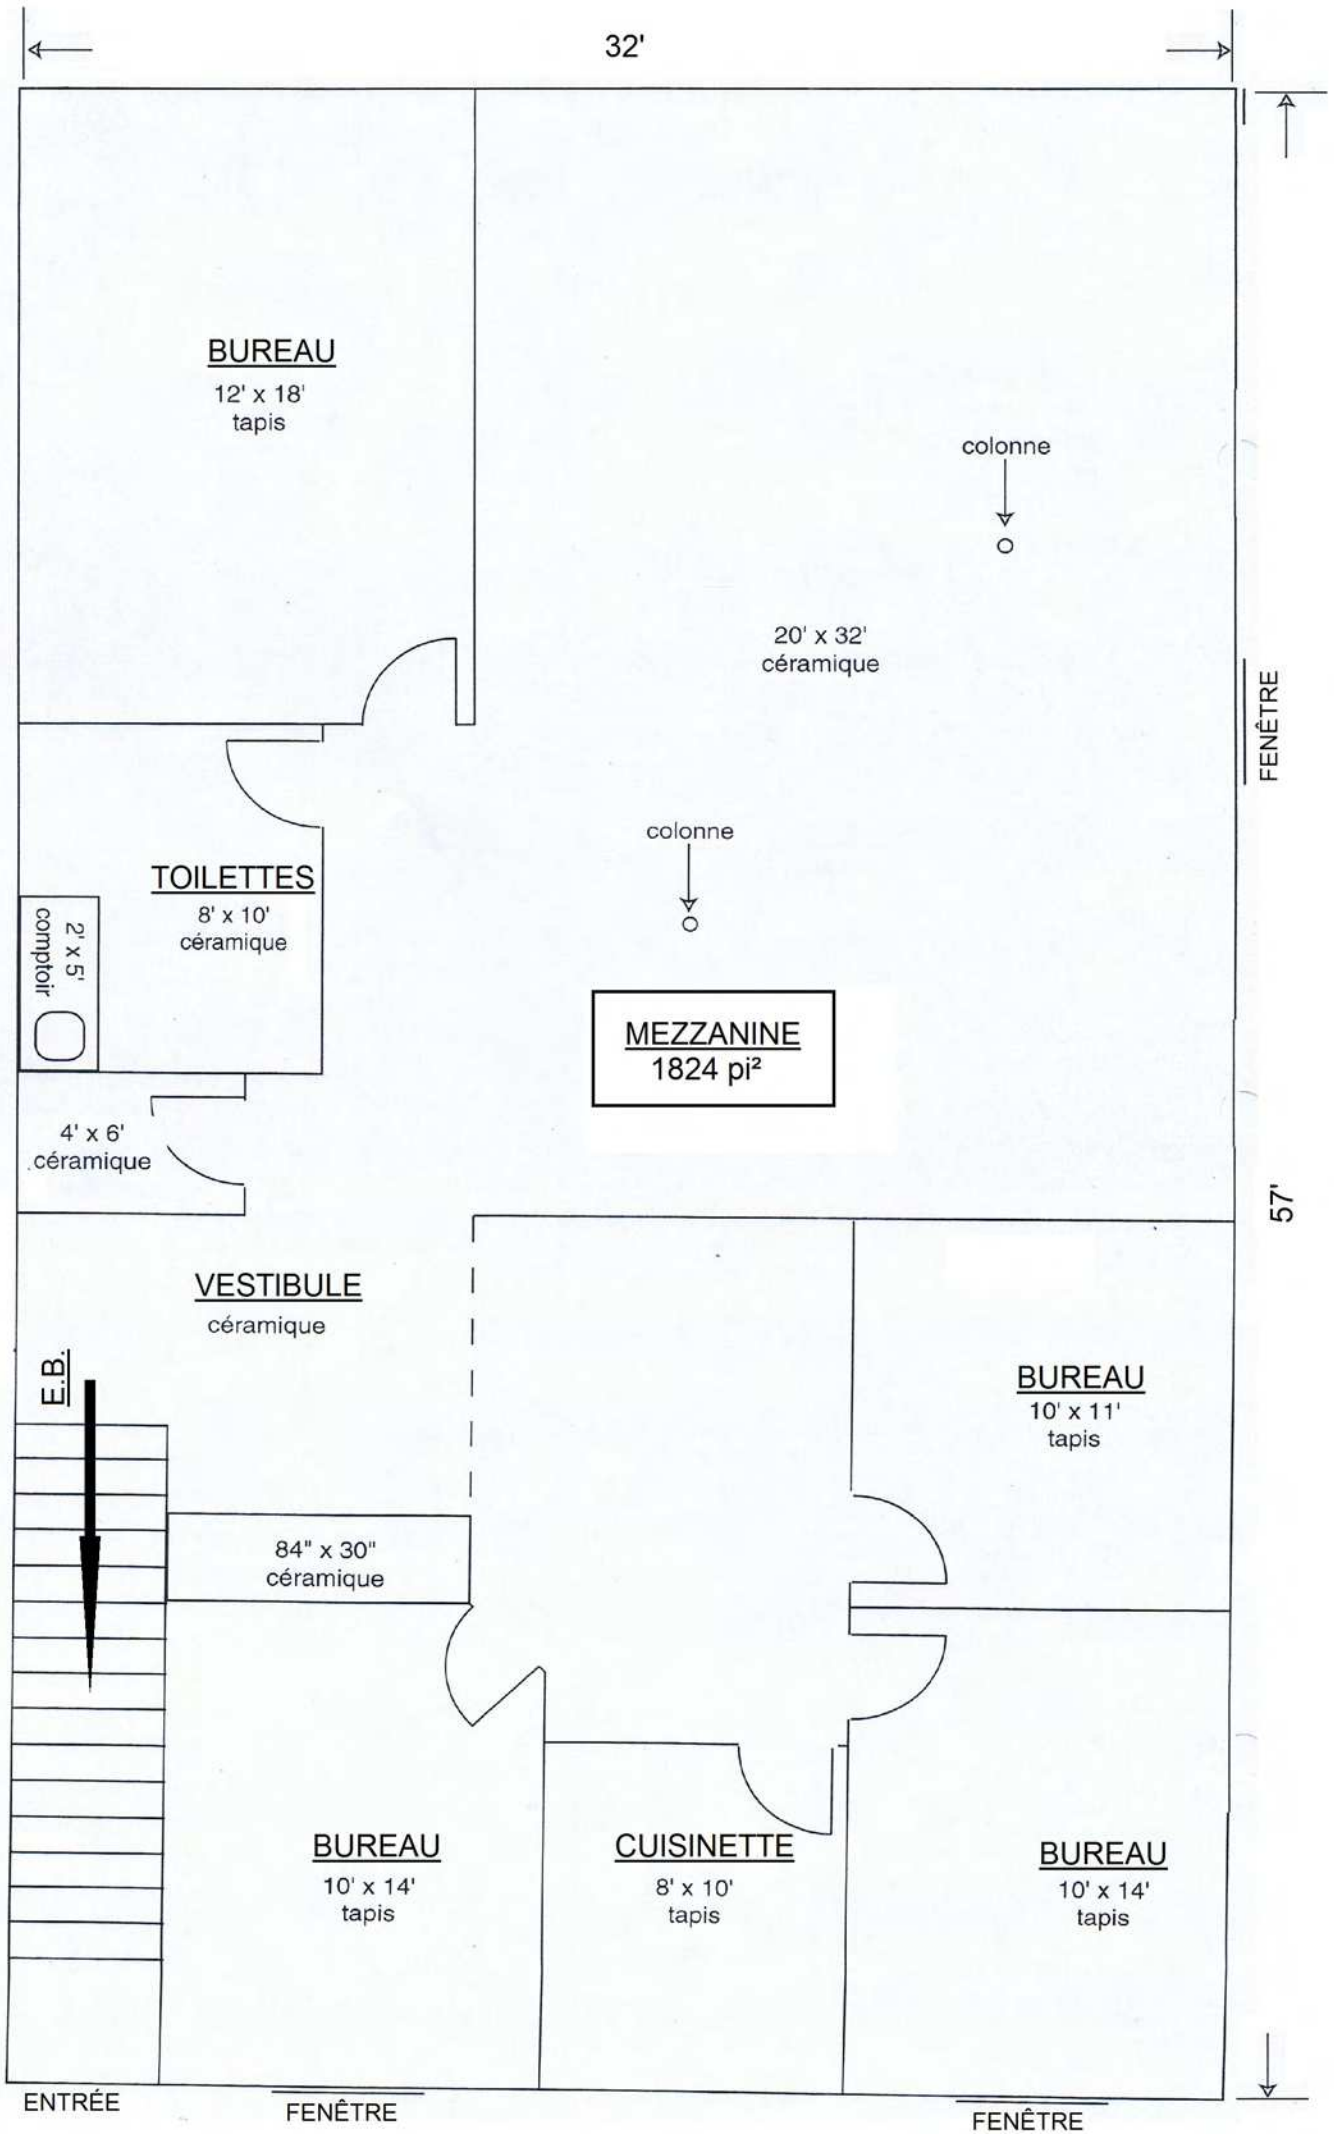 32'
BUREAU
12' x 18'
tapis
colonne
20' x 32'
céramique
FENÊTRE
colonne
TOILETTES
8' x 10'
céramique
2' x 5'
comptoir
MEZZANINE
1824 pi²
4' x 6'
céramique
57'
VESTIBULE
céramique
E.B.
BUREAU
10' x 11'
tapis
84" x 30"
céramique
BUREAU
10' x 14'
tapis
CUISINETTE
8' x 10'
tapis
BUREAU
10' x 14'
tapis
ENTRÉE
FENÊTRE
FENÊTRE